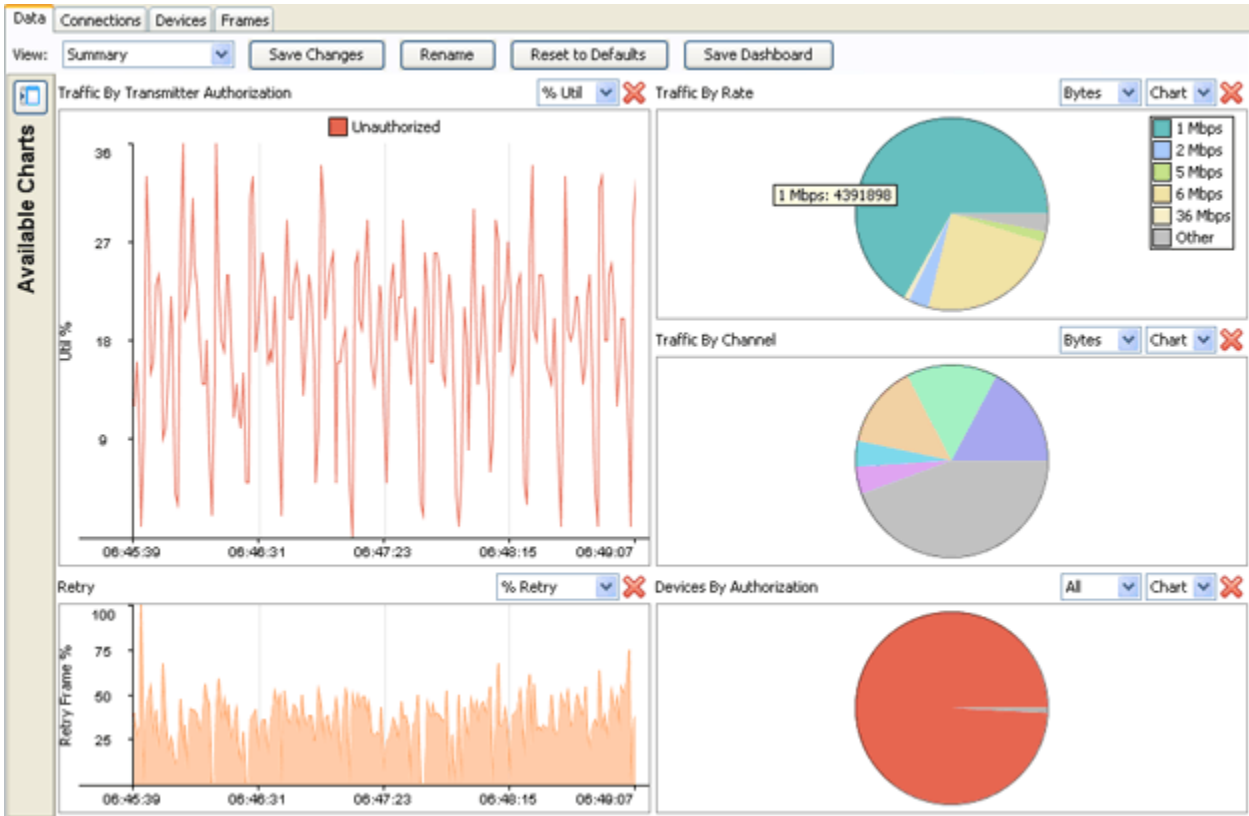 Data Connections Devices Frames
View: Summary Save Changes Rename Reset to Defaults Save Dashboard
Available Charts
Traffic By Transmitter Authorization % Util
Unauthorized
Util %
36
27
18
9
06:45:39 06:46:31 06:47:23 06:48:15 06:49:07
Traffic By Rate Bytes Chart
1 Mbps: 4391898
1 Mbps
2 Mbps
5 Mbps
6 Mbps
36 Mbps
Other
Traffic By Channel Bytes Chart
Retry % Retry
Retry Frame %
100
75
50
25
06:45:39 06:46:31 06:47:23 06:48:15 06:49:07
Devices By Authorization All Chart